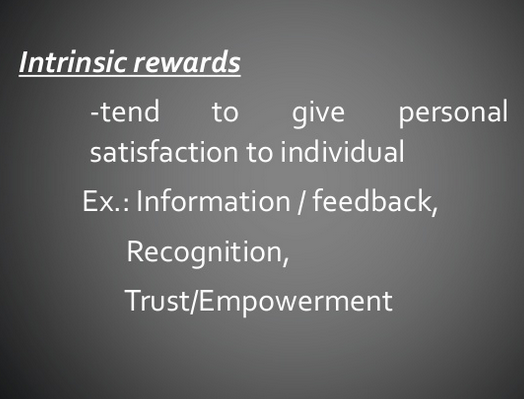 Intrinsic rewards
-tend to give personal
satisfaction to individual
Ex.: Information / feedback,
Recognition,
Trust/Empowerment